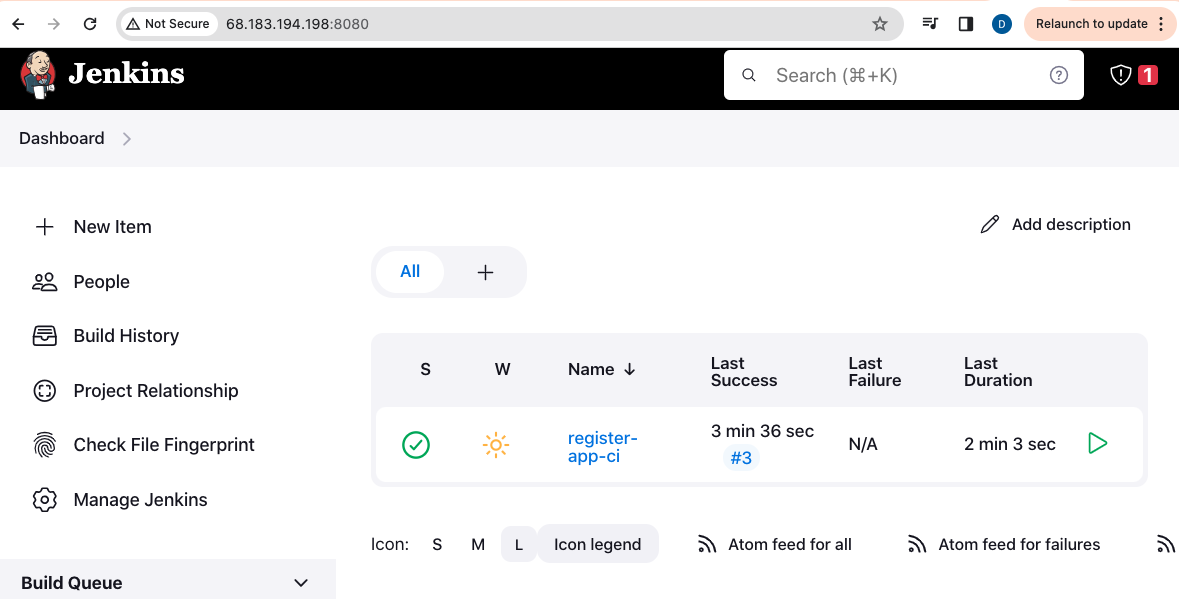 Not Secure 68.183.194.198:8080 D Relaunch to update
Jenkins Search (⌘+K) ? 1
Dashboard
New Item
Add description
People
All +
Build History
S W Name ↓ Last Success Last Failure Last Duration
Project Relationship
Check File Fingerprint
register-app-ci 3 min 36 sec #3 N/A 2 min 3 sec
Manage Jenkins
Icon: S M L Icon legend Atom feed for all Atom feed for failures
Build Queue